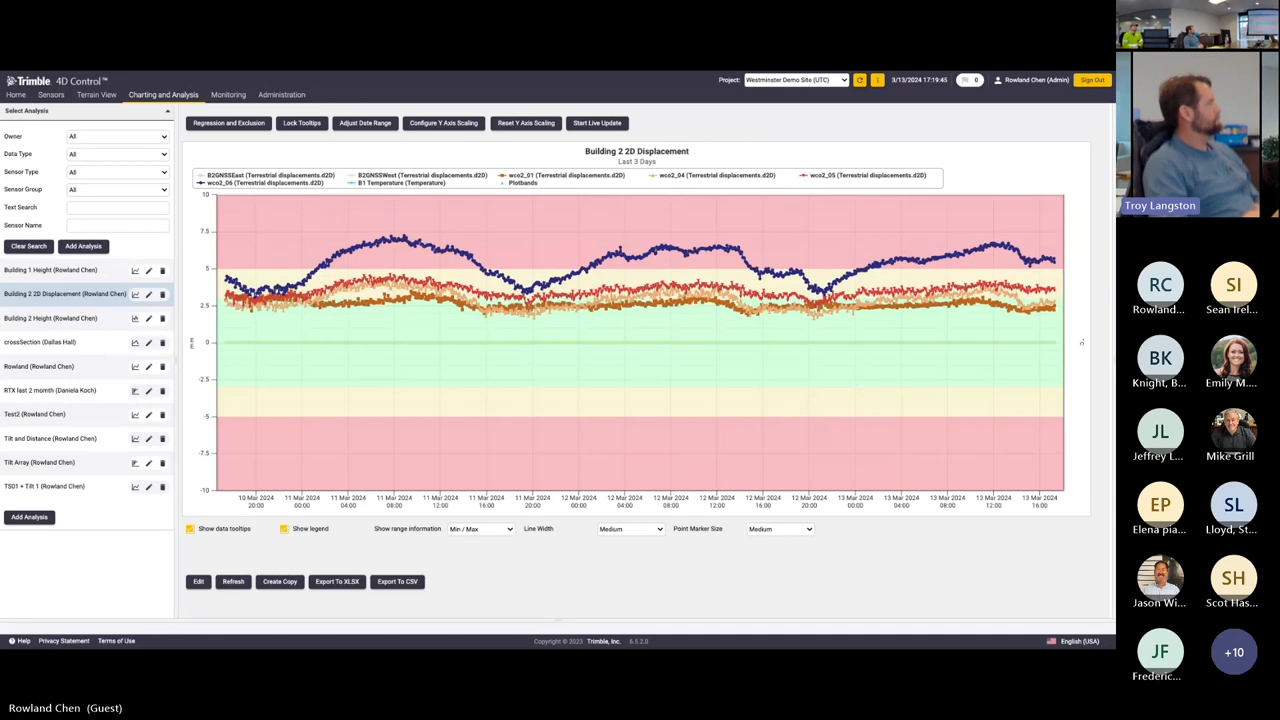 Trimble. 4D Control™
Project: Westminster Demo Site (UTC) 3/13/2024 17:19:45 0 Rowland Chen (Admin) Sign Out
Home Sensors Terrain View Charting and Analysis Monitoring Administration
Select Analysis
Owner All
Data Type All
Sensor Type All
Sensor Group All
Text Search
Sensor Name
Clear Search Add Analysis
Building 1 Height (Rowland Chen)
Building 2 2D Displacement (Rowland Chen)
Building 2 Height (Rowland Chen)
crossSection (Dallas Hall)
Rowland (Rowland Chen)
RTX last 2 momth (Daniela Koch)
Test2 (Rowland Chen)
Tilt and Distance (Rowland Chen)
Tilt Array (Rowland Chen)
TS01 + Tilt 1 (Rowland Chen)
Add Analysis
Regression and Exclusion Lock Tooltips Adjust Date Range Configure Y Axis Scaling Reset Y Axis Scaling Start Live Update
Building 2 2D Displacement
Last 3 Days
B2GNSSEast (Terrestrial displacements.d2D) B2GNSSWest (Terrestrial displacements.d2D) wco2_01 (Terrestrial displacements.d2D) wco2_04 (Terrestrial displacements.d2D) wco2_05 (Terrestrial displacements.d2D)
wco2_06 (Terrestrial displacements.d2D) B1 Temperature (Temperature) Plotbands
10
7.5
5
2.5
0
-2.5
-5
-7.5
-10
mm
°C
10 Mar 2024 11 Mar 2024 11 Mar 2024 11 Mar 2024 11 Mar 2024 11 Mar 2024 11 Mar 2024 12 Mar 2024 12 Mar 2024 12 Mar 2024 12 Mar 2024 12 Mar 2024 12 Mar 2024 13 Mar 2024 13 Mar 2024 13 Mar 2024 13 Mar 2024 13 Mar 2024
20:00 00:00 04:00 08:00 12:00 16:00 20:00 00:00 04:00 08:00 12:00 16:00 20:00 00:00 04:00 08:00 12:00 16:00
Show data tooltips Show legend Show range information Min / Max Line Width Medium Point Marker Size Medium
Edit Refresh Create Copy Export To XLSX Export To CSV
Help Privacy Statement Terms of Use
Copyright © 2023 Trimble, Inc. 6.5.2.0
English (USA)
Troy Langston
RC SI
Rowland... Sean Irel...
BK
Knight, B... Emily M....
JL
Jeffrey L... Mike Grill
EP SL
Elena pia... Lloyd, St...
SH
Jason Wi... Scot Has...
JF +10
Frederic...
Rowland Chen (Guest)